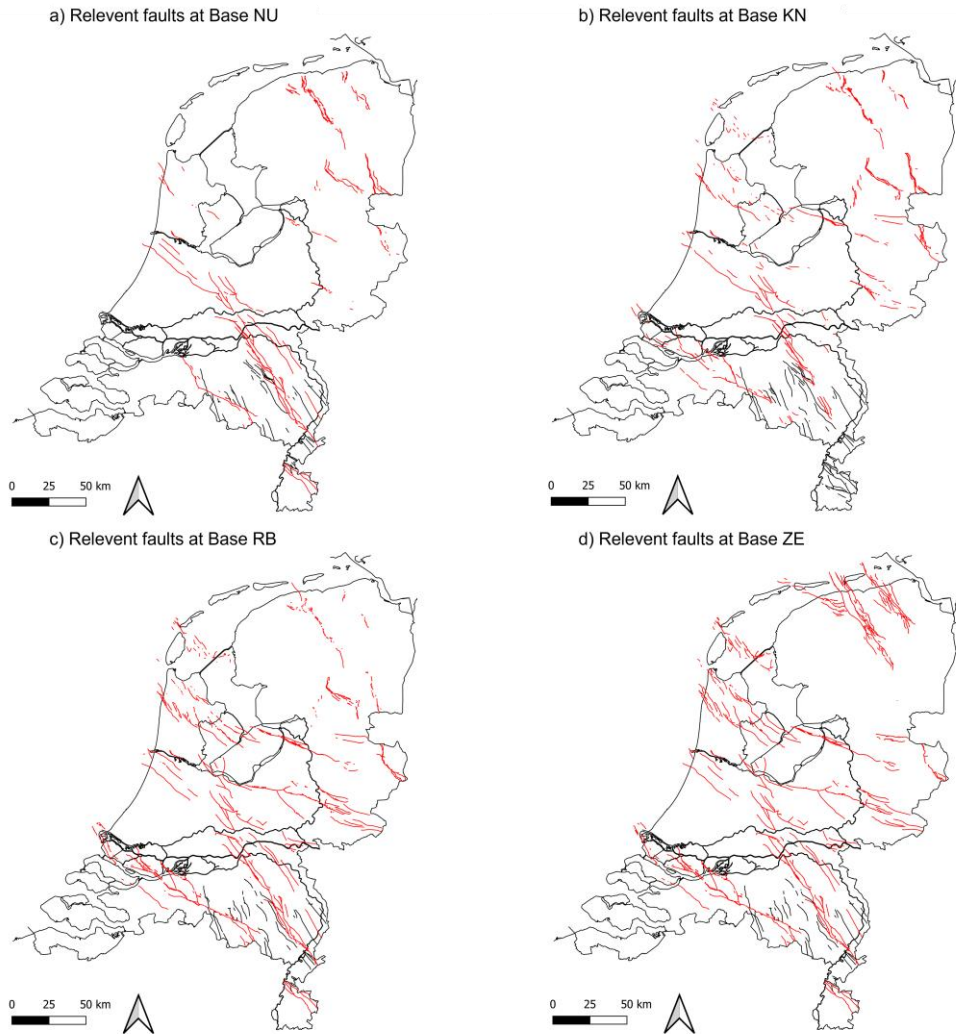 a) Relevent faults at Base NU
b) Relevent faults at Base KN
0 25 50 km
0 25 50 km
c) Relevent faults at Base RB
d) Relevent faults at Base ZE
0 25 50 km
0 25 50 km